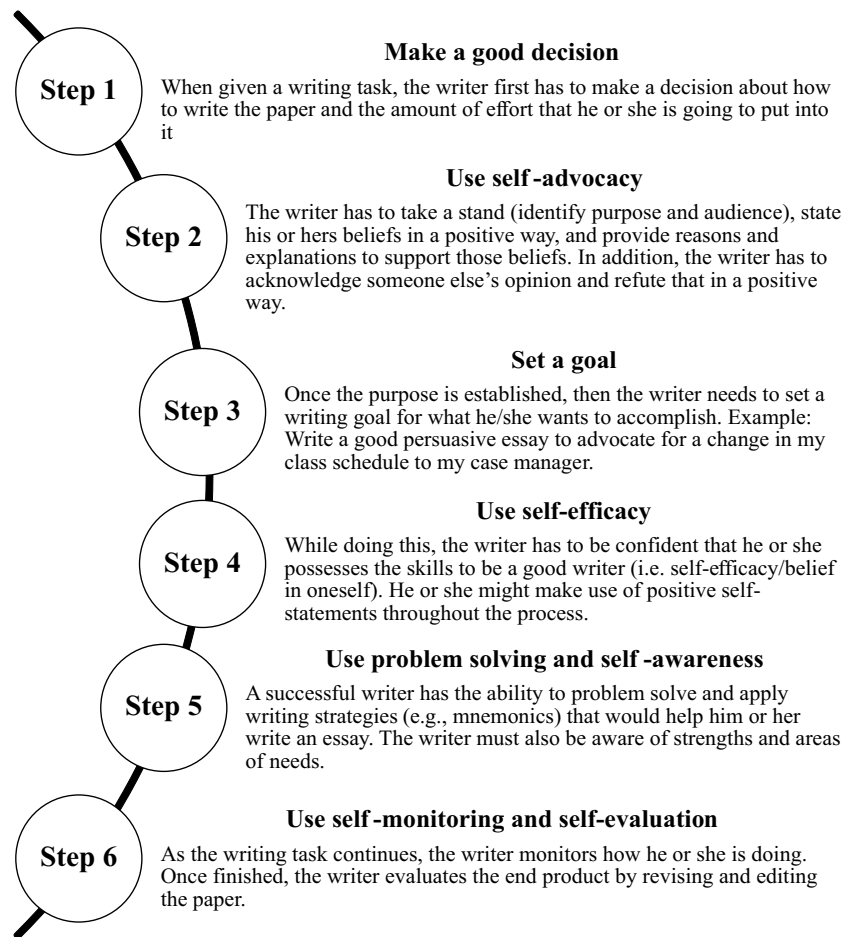 Make a good decision
Step 1
When given a writing task, the writer first has to make a decision about how
to write the paper and the amount of effort that he or she is going to put into
it
Use self-advocacy
Step 2
The writer has to take a stand (identify purpose and audience), state
his or hers beliefs in a positive way, and provide reasons and
explanations to support those beliefs. In addition, the writer has to
acknowledge someone else’s opinion and refute that in a positive
way.
Set a goal
Step 3
Once the purpose is established, then the writer needs to set a
writing goal for what he/she wants to accomplish. Example:
Write a good persuasive essay to advocate for a change in my
class schedule to my case manager.
Use self-efficacy
Step 4
While doing this, the writer has to be confident that he or she
possesses the skills to be a good writer (i.e. self-efficacy/belief
in oneself). He or she might make use of positive self-
statements throughout the process.
Use problem solving and self-awareness
Step 5
A successful writer has the ability to problem solve and apply
writing strategies (e.g., mnemonics) that would help him or her
write an essay. The writer must also be aware of strengths and areas
of needs.
Use self-monitoring and self-evaluation
Step 6
As the writing task continues, the writer monitors how he or she is doing.
Once finished, the writer evaluates the end product by revising and editing
the paper.